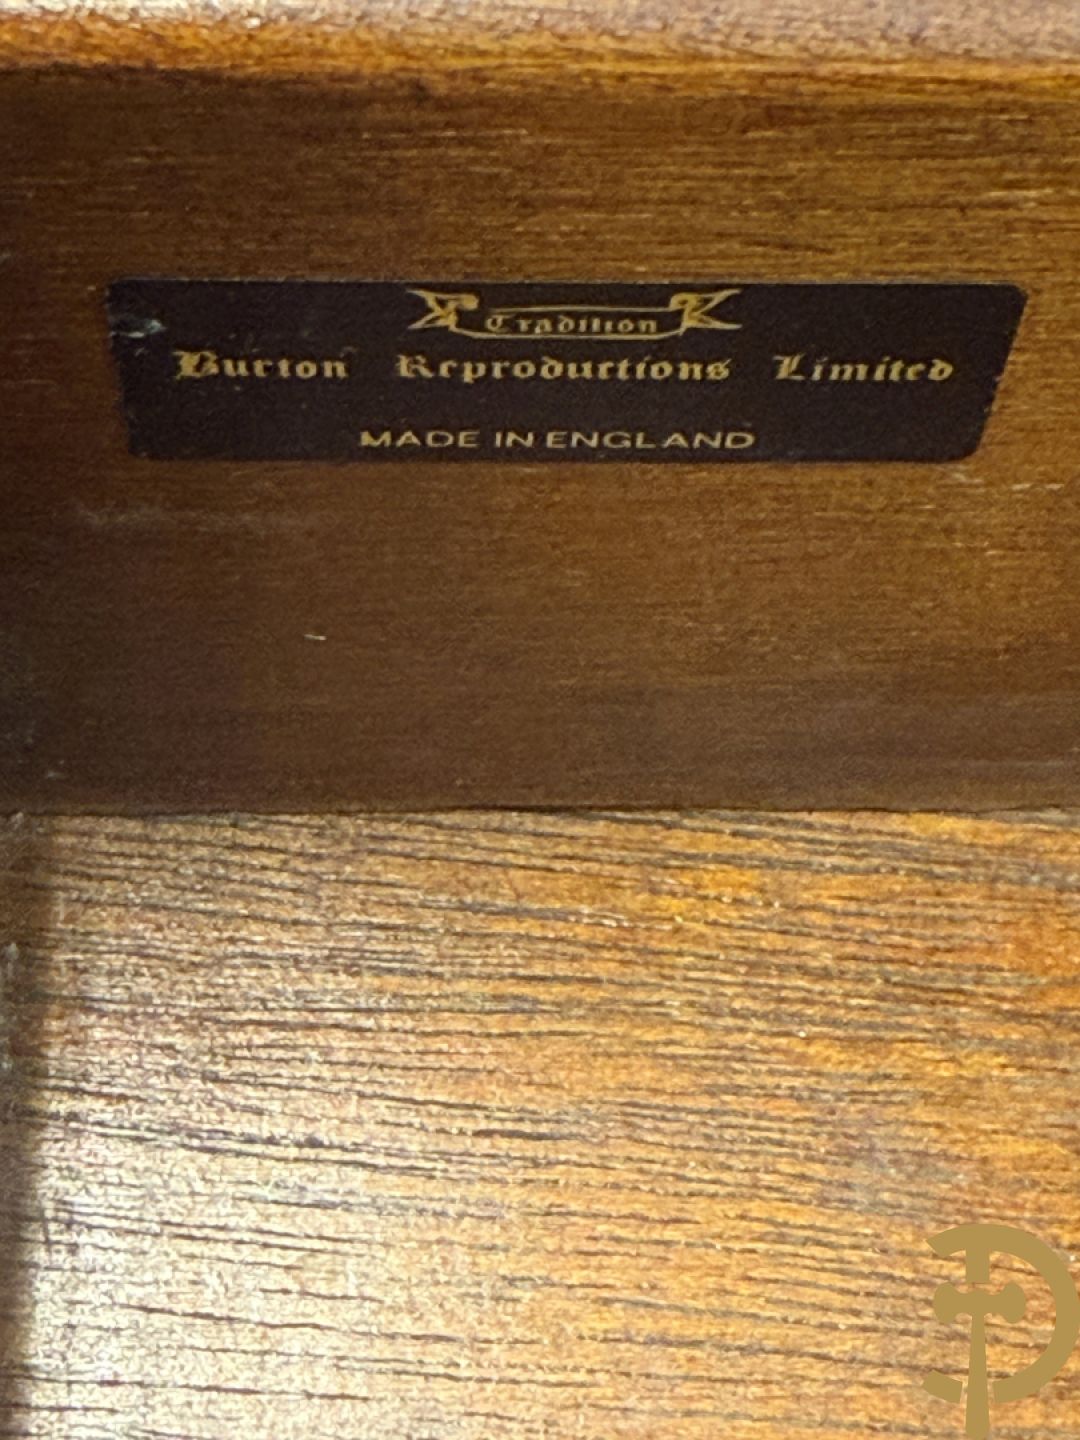 Tradition
Burton Reproductions Limited
MADE IN ENGLAND